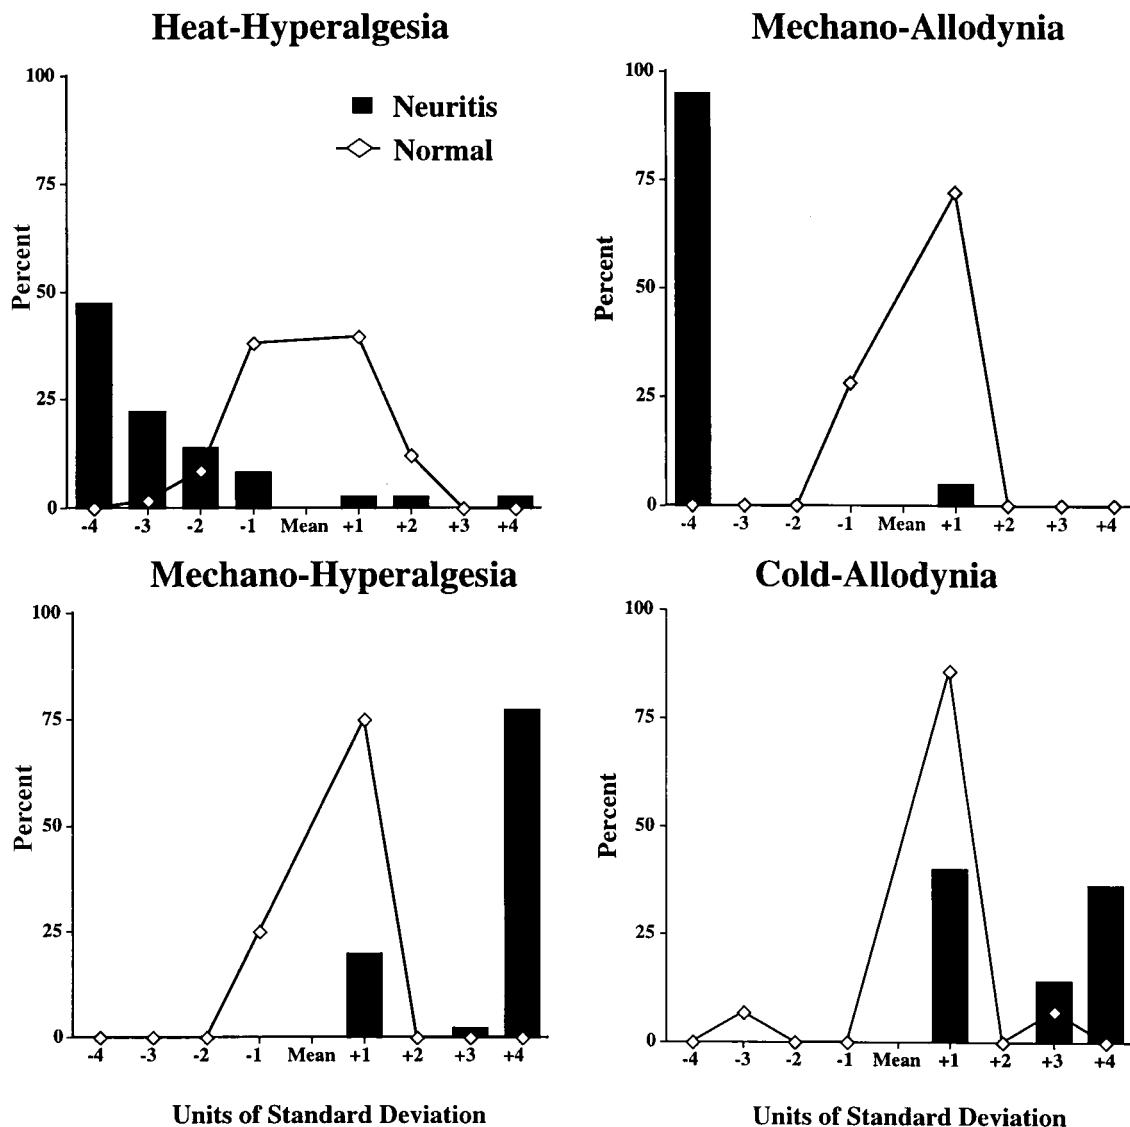 Heat-Hyperalgesia
100
75
50
25
0
Percent
Neuritis
Normal
-4 -3 -2 -1 Mean +1 +2 +3 +4
Mechano-Allodynia
100
75
50
25
0
Percent
-4 -3 -2 -1 Mean +1 +2 +3 +4
Mechano-Hyperalgesia
100
75
50
25
0
Percent
-4 -3 -2 -1 Mean +1 +2 +3 +4
Units of Standard Deviation
Cold-Allodynia
100
75
50
25
0
Percent
-4 -3 -2 -1 Mean +1 +2 +3 +4
Units of Standard Deviation